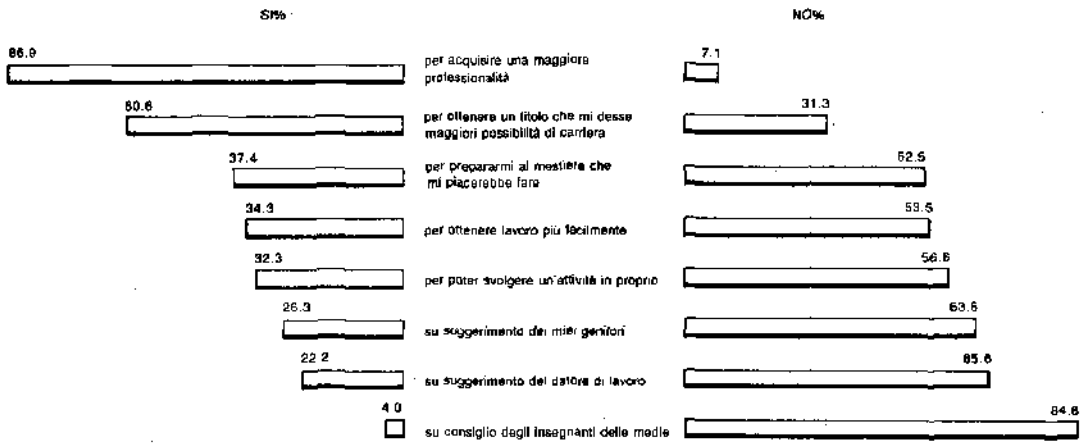 SI%
NO%
86.9
per acquisire una maggiore
professionalità
7.1
60.6
per ottenere un titolo che mi desse
maggiori possibilità di carriera
31.3
37.4
per prepararmi al mestiere che
mi piacerebbe fare
52.5
34.3
per ottenere lavoro più facilmente
53.5
32.3
per poter svolgere un'attività in proprio
56.6
26.3
su suggerimento dei miei genitori
63.6
22.2
su suggerimento del datore di lavoro
65.6
4.0
su consiglio degli insegnanti delle medie
84.8